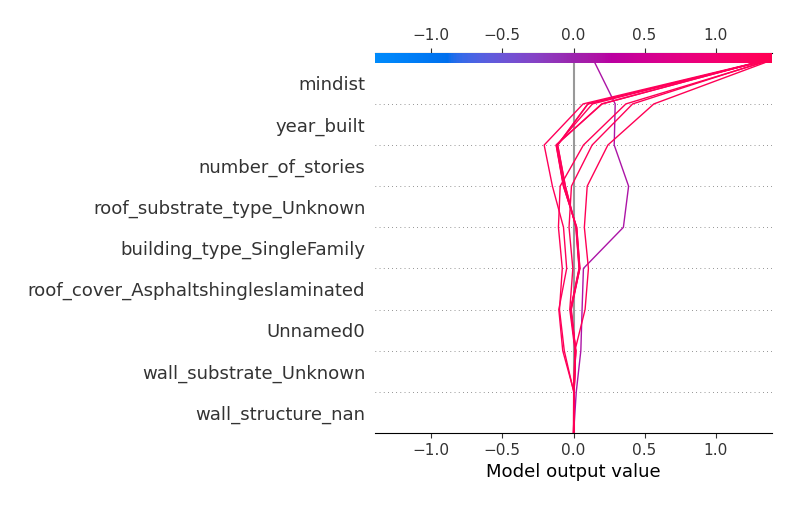 −1.0 −0.5 0.0 0.5 1.0
mindist
year_built
number_of_stories
roof_substrate_type_Unknown
building_type_SingleFamily
roof_cover_Asphaltshingleslaminated
Unnamed0
wall_substrate_Unknown
wall_structure_nan
−1.0 −0.5 0.0 0.5 1.0
Model output value